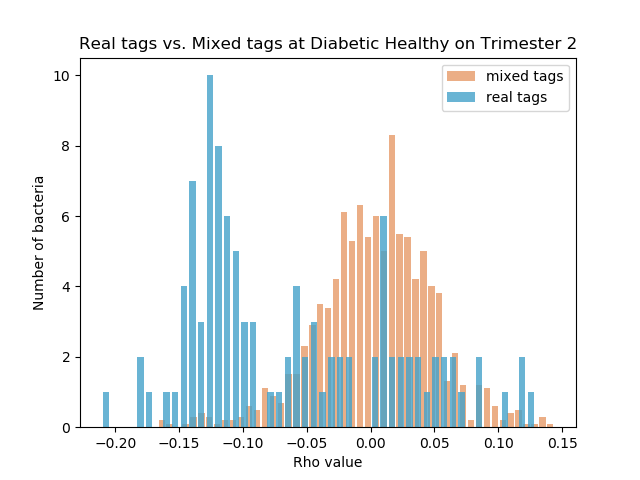 Real tags vs. Mixed tags at Diabetic Healthy on Trimester 2
mixed tags
real tags
Number of bacteria
10
8
6
4
2
0
−0.20 −0.15 −0.10 −0.05 0.00 0.05 0.10 0.15
Rho value